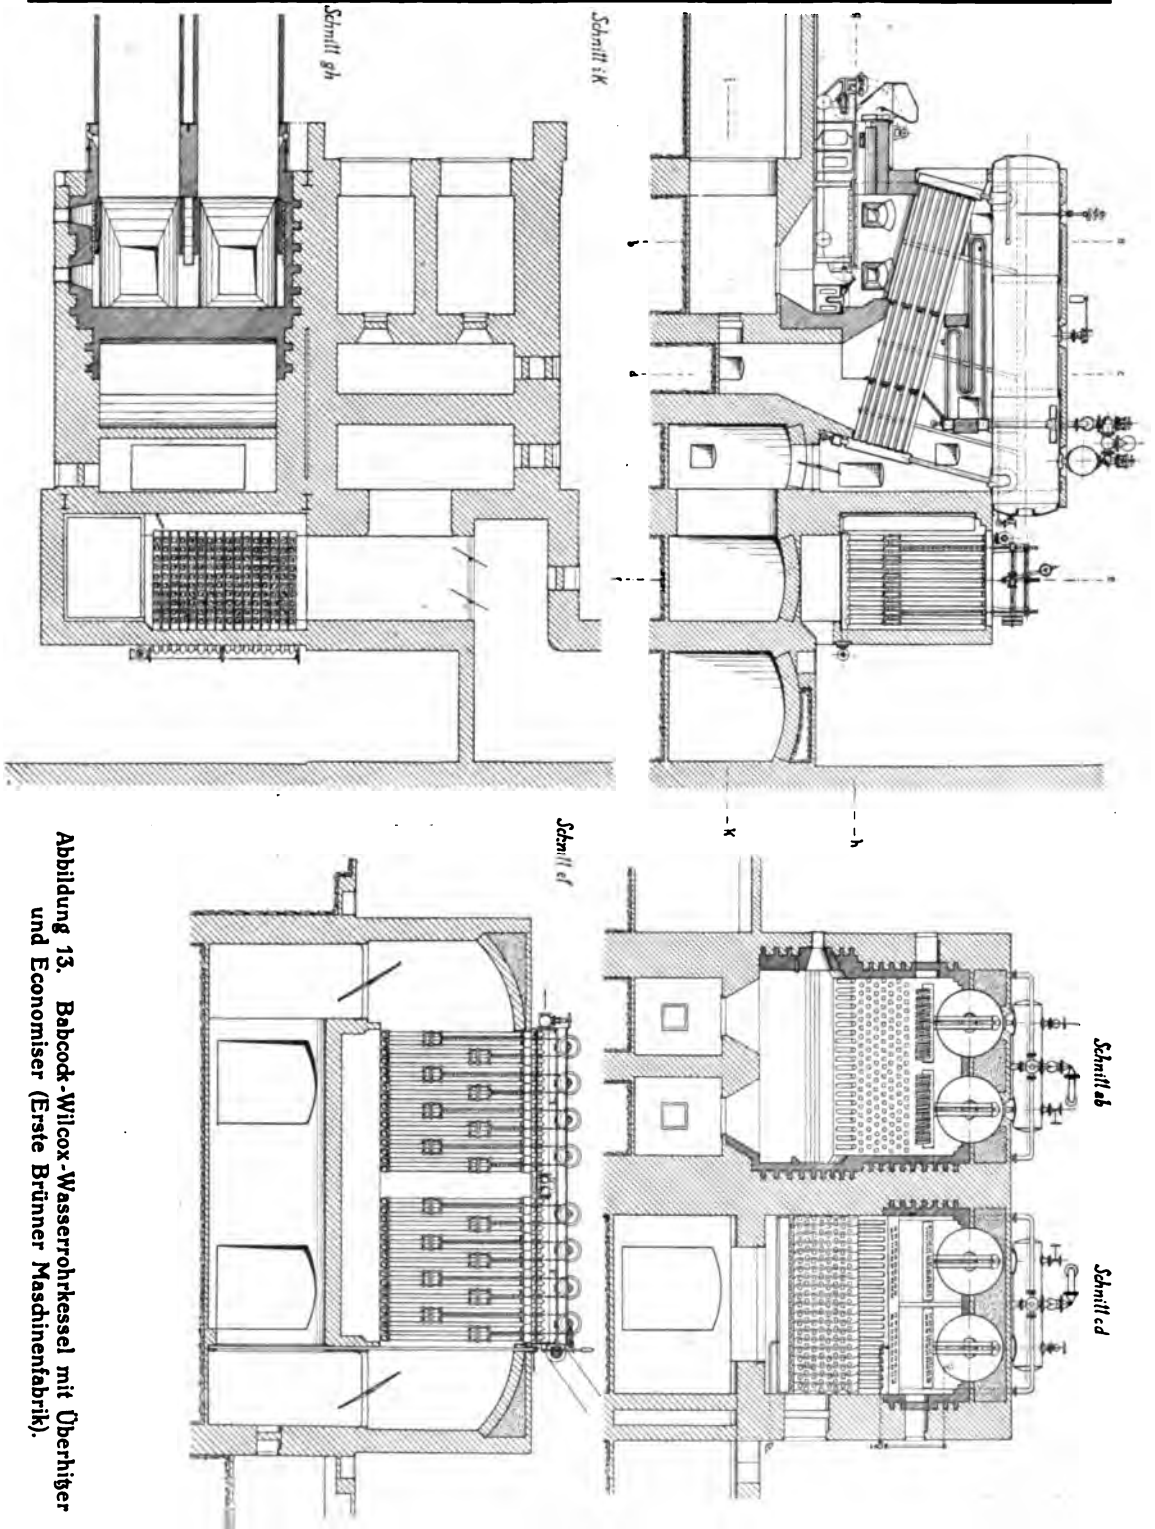 Schnitt gh
Schnitt iK
Schnitt ef
Schnitt ab
Schnitt cd
i
K
h
Abbildung 13. Babcock-Wilcox-Wasserrohrkessel mit Überhitzer
und Economiser (Erste Brünner Maschinenfabrik).